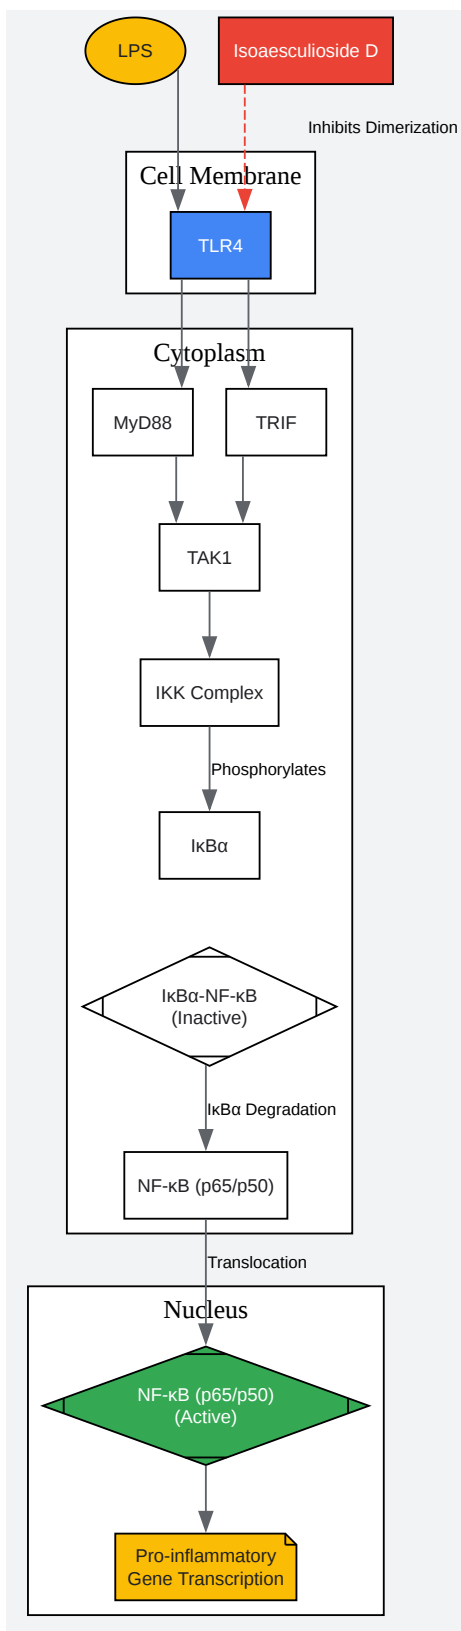 LPS
Isoaesculioside D
Inhibits Dimerization
Cell Membrane
TLR4
Cytoplasm
MyD88
TRIF
TAK1
IKK Complex
Phosphorylates
IκBα
IκBα-NF-κB
(Inactive)
IκBα Degradation
NF-κB (p65/p50)
Translocation
Nucleus
NF-κB (p65/p50)
(Active)
Pro-inflammatory
Gene Transcription